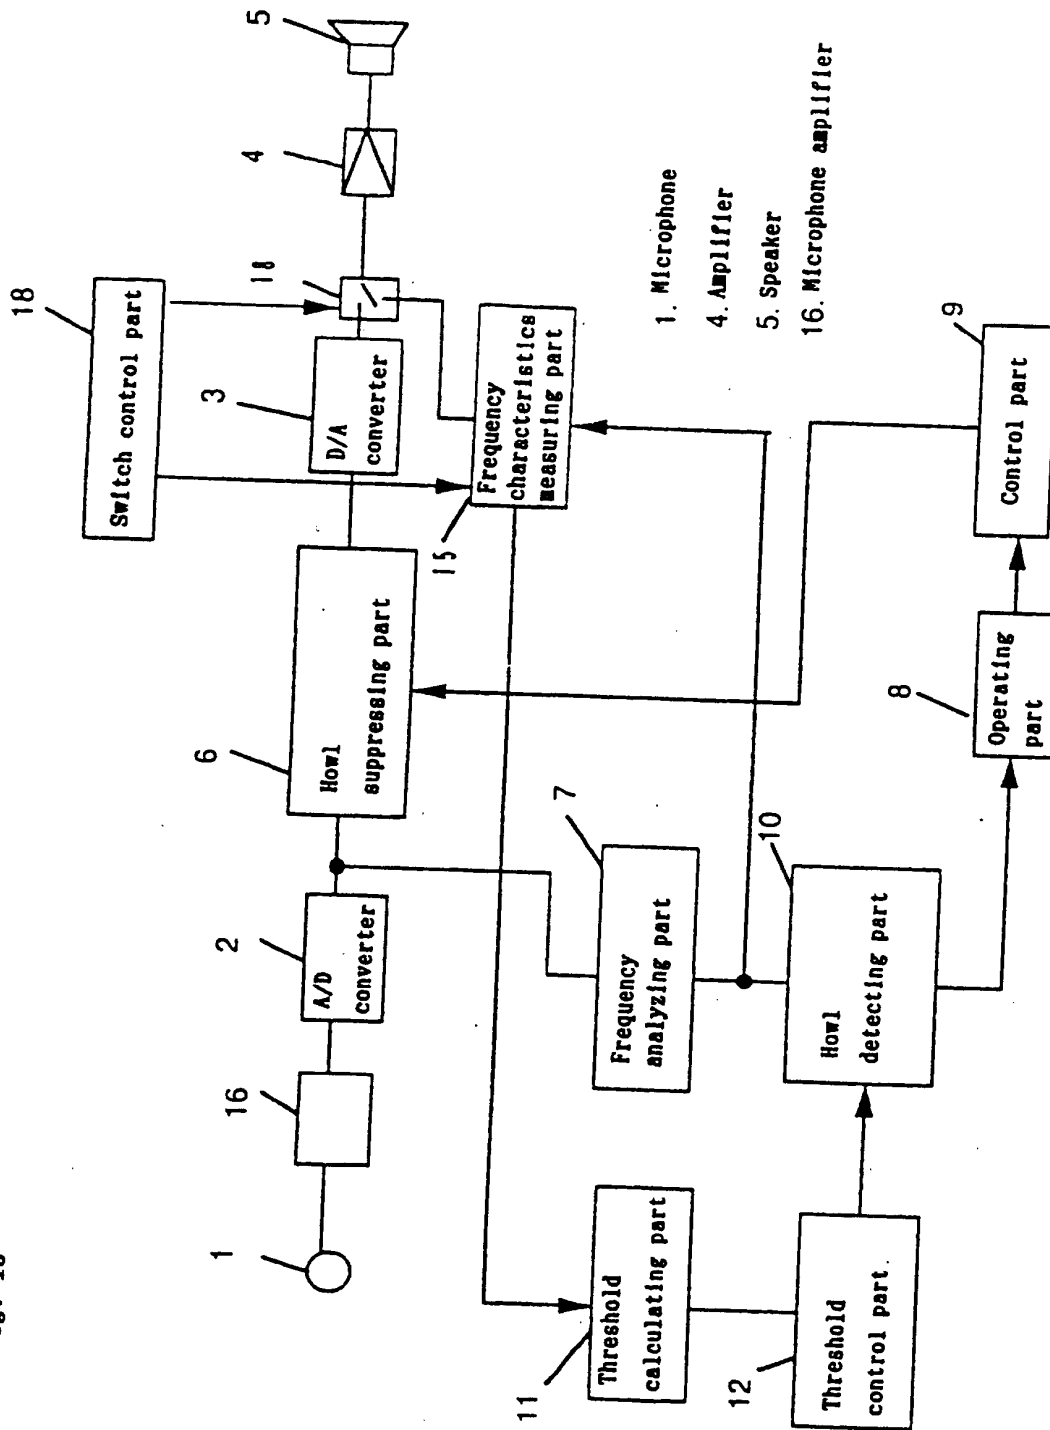 18
Switch control part
5
4
18
3
D/A
converter
Frequency
characteristics
measuring part
15
6
Howl
suppressing part
2
A/D
converter
16
1
7
Frequency
analyzing part
10
Howl
detecting part
11
Threshold
calculating part
12
Threshold
control part.
8
Operating
part
9
Control part
1. Microphone
4. Amplifier
5. Speaker
16. Microphone amplifier